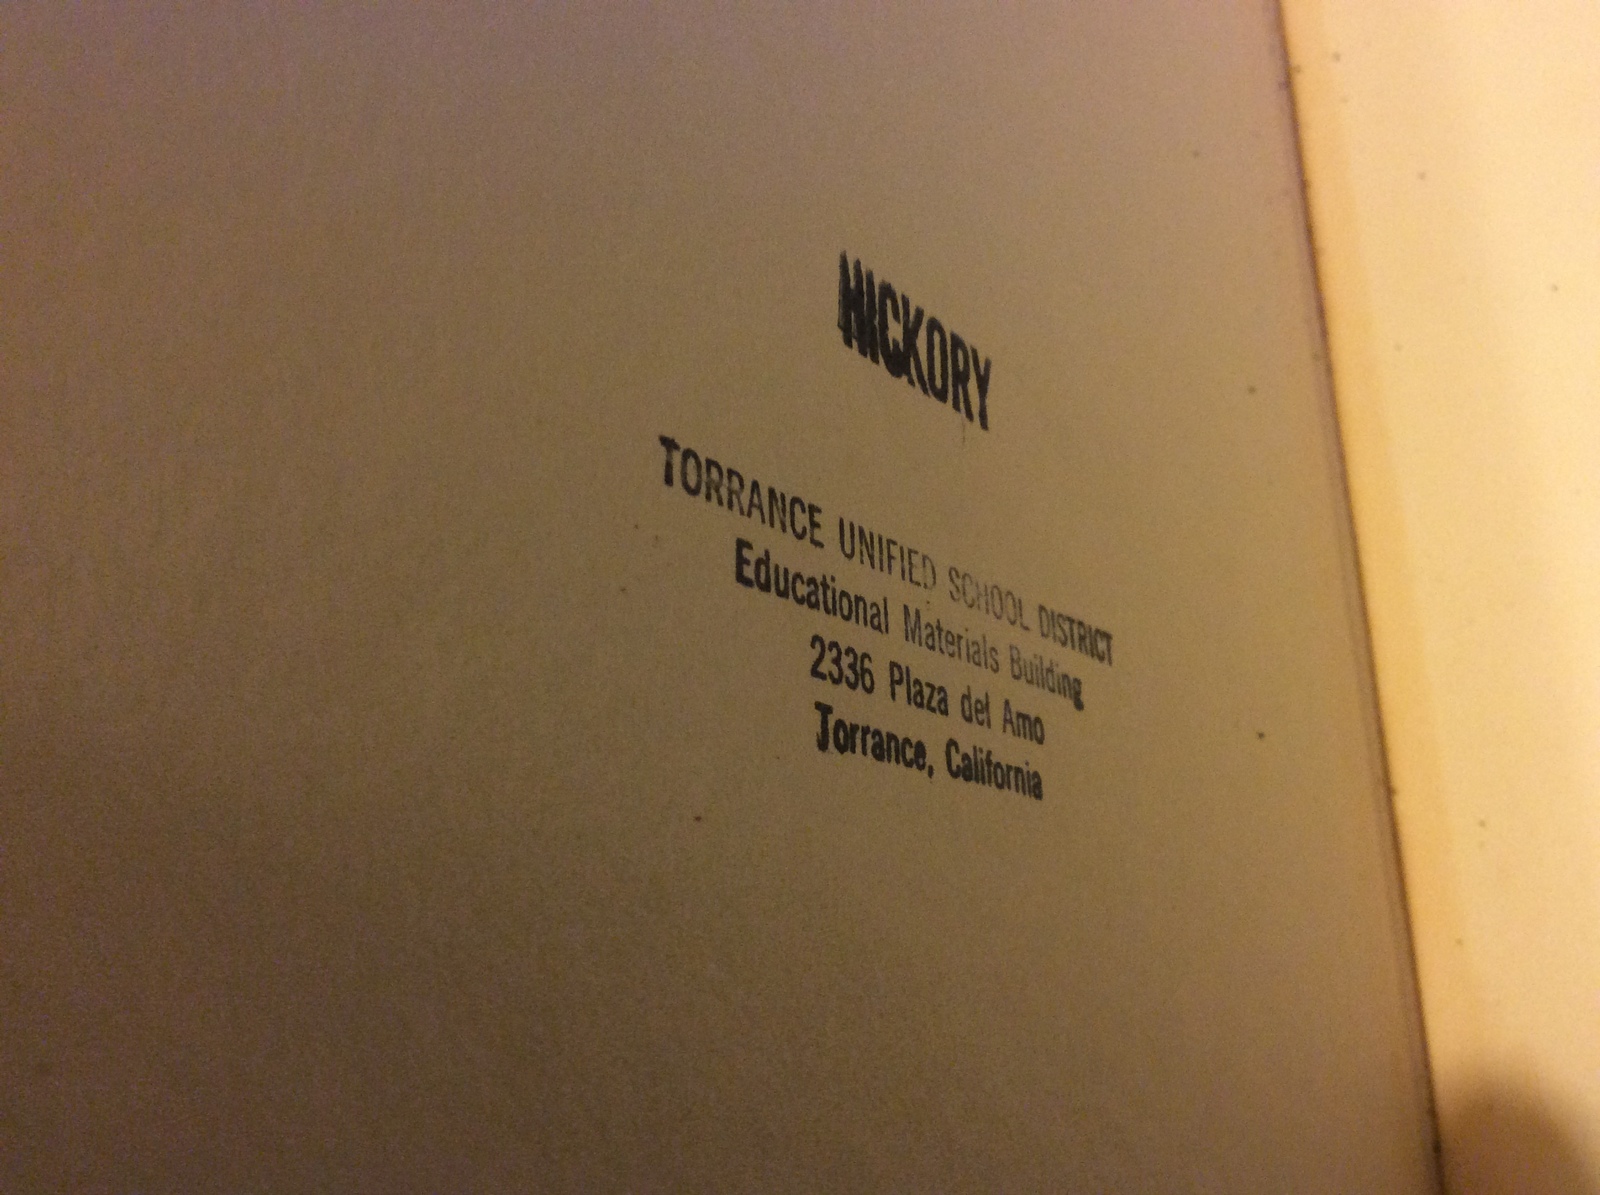 HICKORY
TORRANCE UNIFIED SCHOOL DISTRICT
Educational Materials Building
2336 Plaza del Amo
Torrance, California